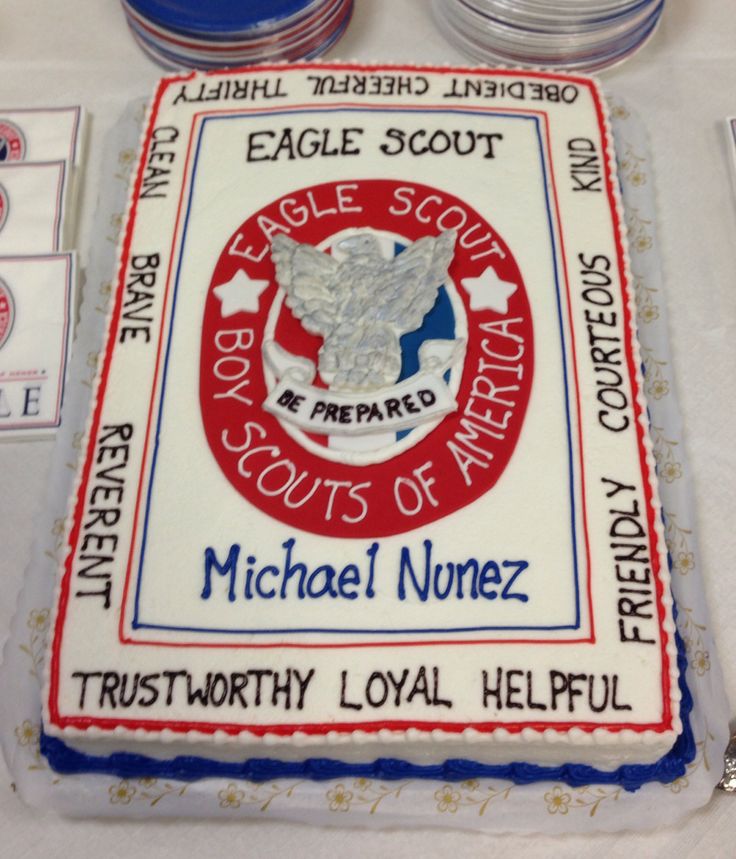 EAGLE SCOUT
EAGLE SCOUT
BE PREPARED
BOY SCOUTS OF AMERICA
Michael Nunez
TRUSTWORTHY LOYAL HELPFUL
FRIENDLY COURTEOUS KIND
OBEDIENT CHEERFUL THRIFTY
CLEAN BRAVE REVERENT